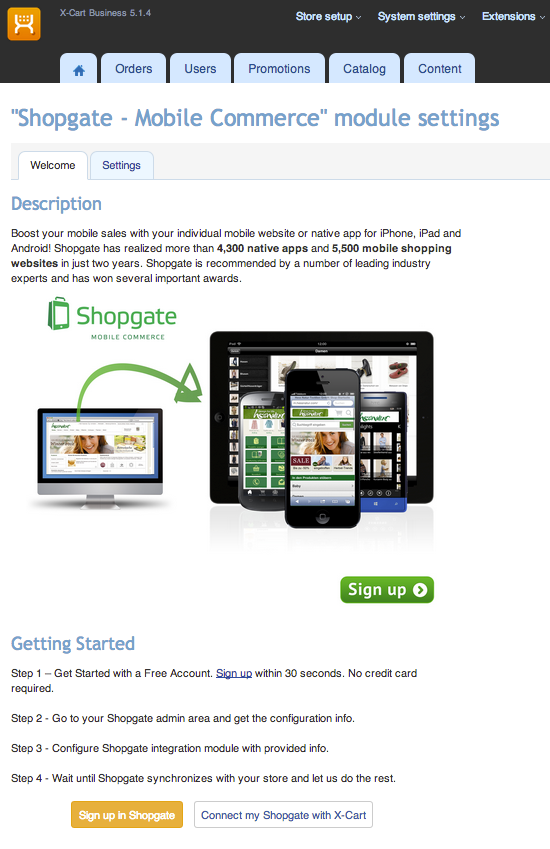 X-Cart Business 5.1.4
Store setup
System settings
Extensions
Orders
Users
Promotions
Catalog
Content
"Shopgate - Mobile Commerce" module settings
Welcome
Settings
Description
Boost your mobile sales with your individual mobile website or native app for iPhone, iPad and
Android! Shopgate has realized more than 4,300 native apps and 5,500 mobile shopping
websites in just two years. Shopgate is recommended by a number of leading industry
experts and has won several important awards.
Shopgate
MOBILE COMMERCE
Damen
SALE
Sign up
Getting Started
Step 1 – Get Started with a Free Account. Sign up within 30 seconds. No credit card
required.
Step 2 - Go to your Shopgate admin area and get the configuration info.
Step 3 - Configure Shopgate integration module with provided info.
Step 4 - Wait until Shopgate synchronizes with your store and let us do the rest.
Sign up in Shopgate
Connect my Shopgate with X-Cart